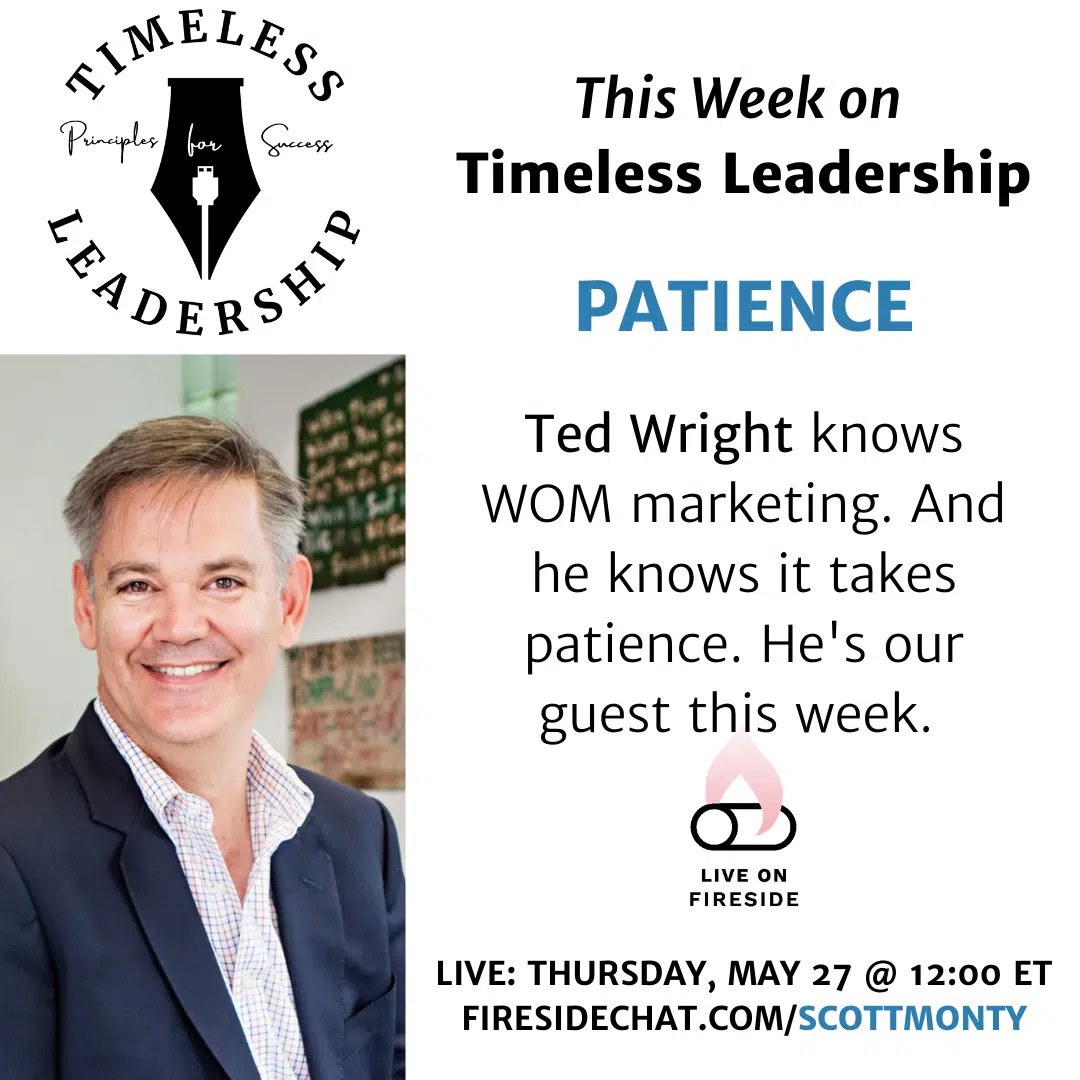 TIMELESS
Principles for Success
LEADERSHIP
This Week on
Timeless Leadership
PATIENCE
Ted Wright knows
WOM marketing. And
he knows it takes
patience. He's our
guest this week.
LIVE ON
FIRESIDE
LIVE: THURSDAY, MAY 27 @ 12:00 ET
FIRESIDECHAT.COM/SCOTTMONTY